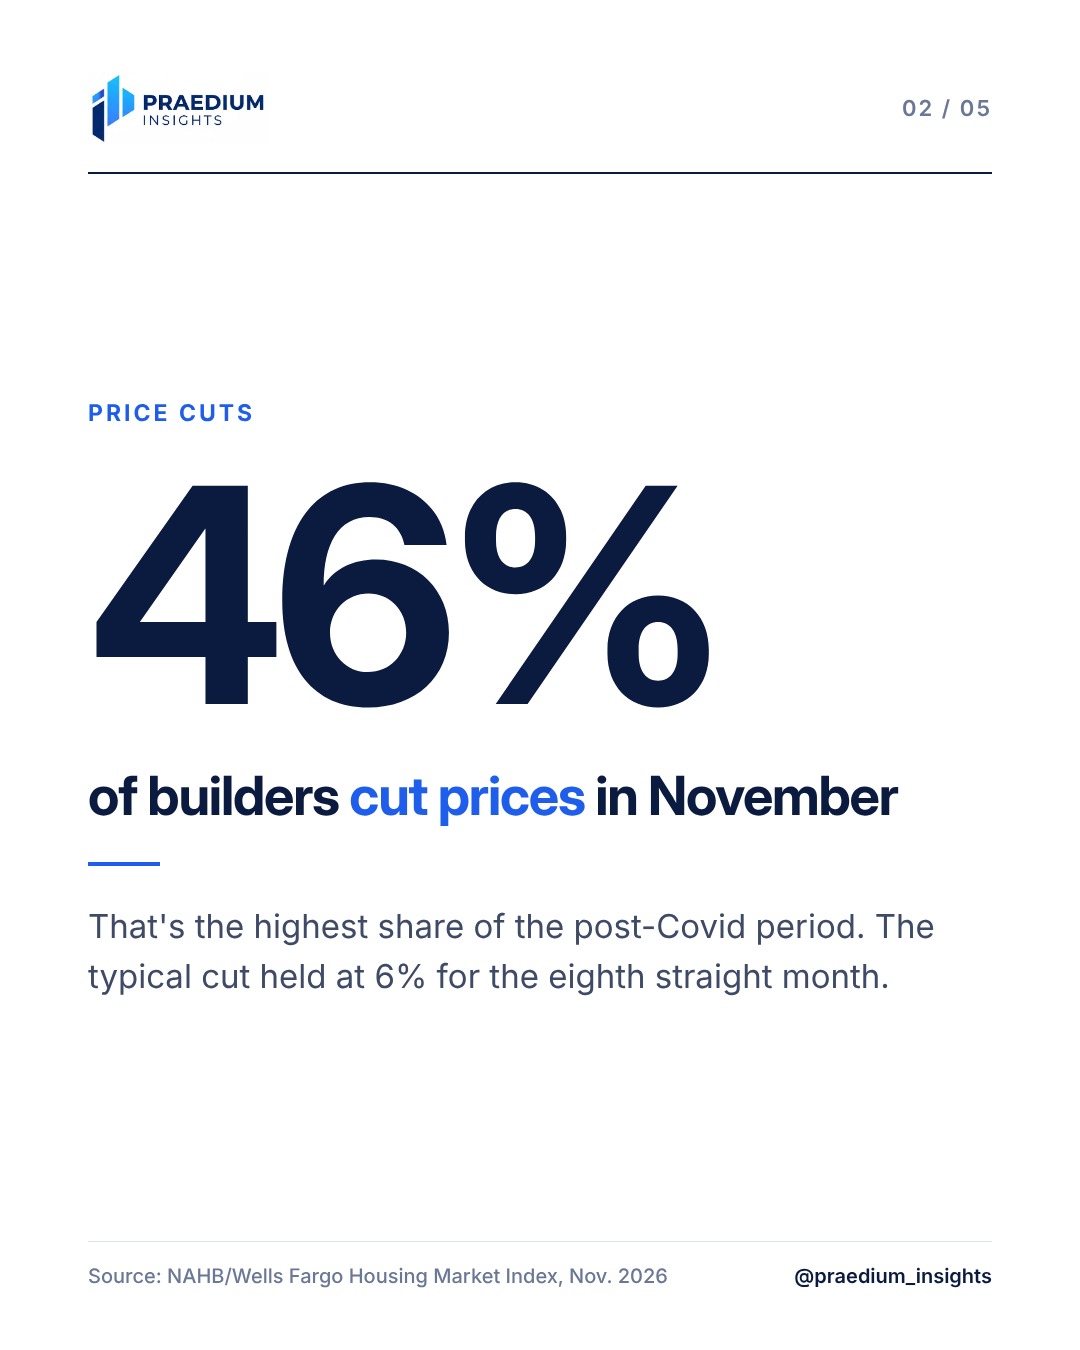 PRAEDIUM
INSIGHTS
02 / 05
PRICE CUTS
46%
of builders cut prices in November
That's the highest share of the post-Covid period. The
typical cut held at 6% for the eighth straight month.
Source: NAHB/Wells Fargo Housing Market Index, Nov. 2026
@praedium_insights